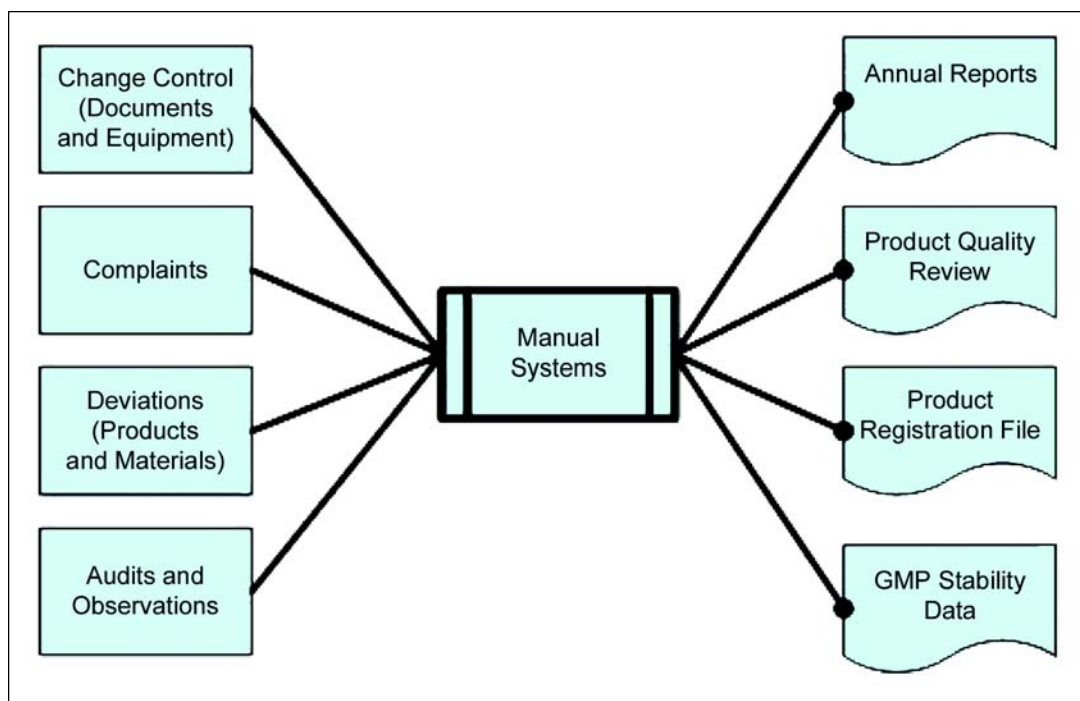 Change Control
(Documents
and Equipment)
Complaints
Deviations
(Products
and Materials)
Audits and
Observations
Manual
Systems
Annual Reports
Product Quality
Review
Product
Registration File
GMP Stability
Data